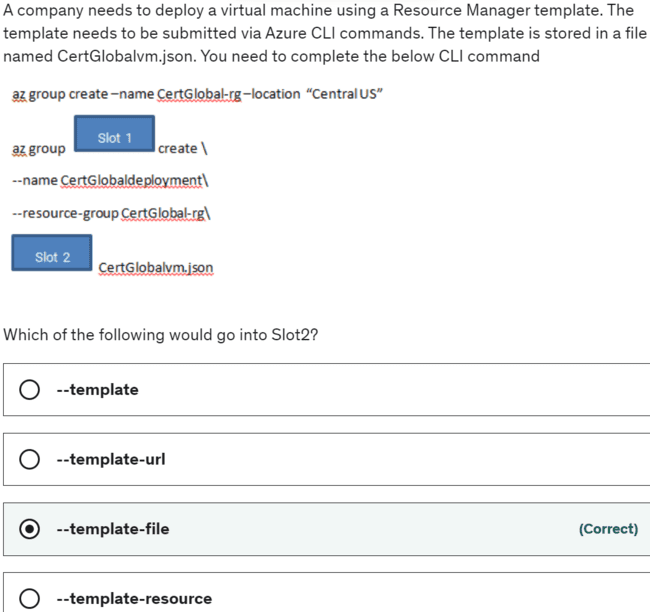 A company needs to deploy a virtual machine using a Resource Manager template. The
template needs to be submitted via Azure CLI commands. The template is stored in a file
named CertGlobalvm.json. You need to complete the below CLI command
az group create –name CertGlobal-rg –location “Central US”
az group Slot 1 create \
--name CertGlobaldeployment\
--resource-group CertGlobal-rg\
Slot 2 CertGlobalvm.json
Which of the following would go into Slot2?
--template
--template-url
--template-file (Correct)
--template-resource